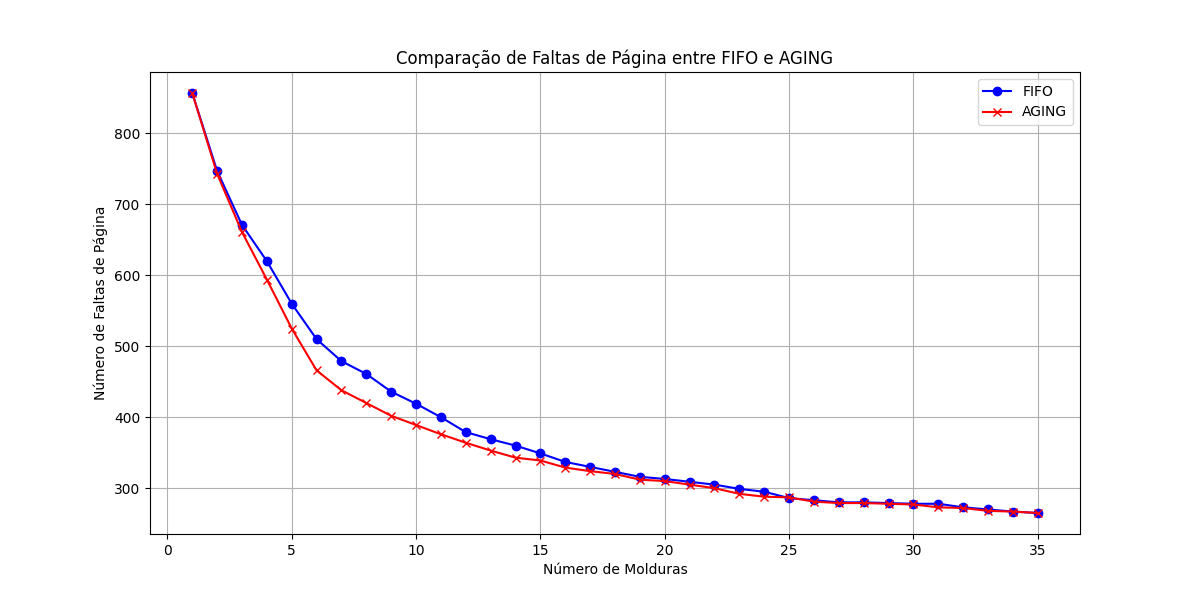 Comparação de Faltas de Página entre FIFO e AGING
FIFO
AGING
Número de Faltas de Página
800
700
600
500
400
300
0 5 10 15 20 25 30 35
Número de Molduras